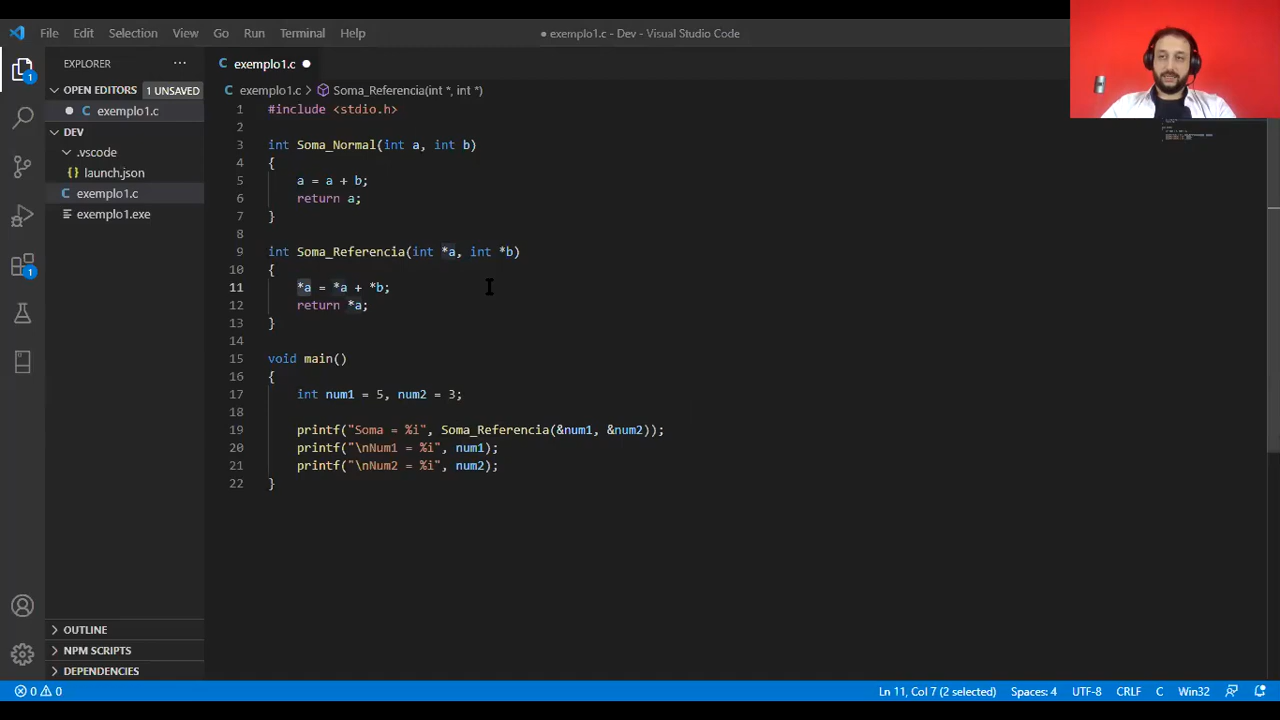 File Edit Selection View Go Run Terminal Help
● exemplo1.c - Dev - Visual Studio Code
EXPLORER ···
OPEN EDITORS 1 UNSAVED
C exemplo1.c
DEV
.vscode
{} launch.json
C exemplo1.c
exemplo1.exe
OUTLINE
NPM SCRIPTS
DEPENDENCIES
1
1
C exemplo1.c ●
C exemplo1.c > Soma_Referencia(int *, int *)
1 #include <stdio.h>
2
3 int Soma_Normal(int a, int b)
4 {
5 a = a + b;
6 return a;
7 }
8
9 int Soma_Referencia(int *a, int *b)
10 {
11 *a = *a + *b;
12 return *a;
13 }
14
15 void main()
16 {
17 int num1 = 5, num2 = 3;
18
19 printf("Soma = %i", Soma_Referencia(&num1, &num2));
20 printf("\nNum1 = %i", num1);
21 printf("\nNum2 = %i", num2);
22 }
0 0 Ln 11, Col 7 (2 selected) Spaces: 4 UTF-8 CRLF C Win32